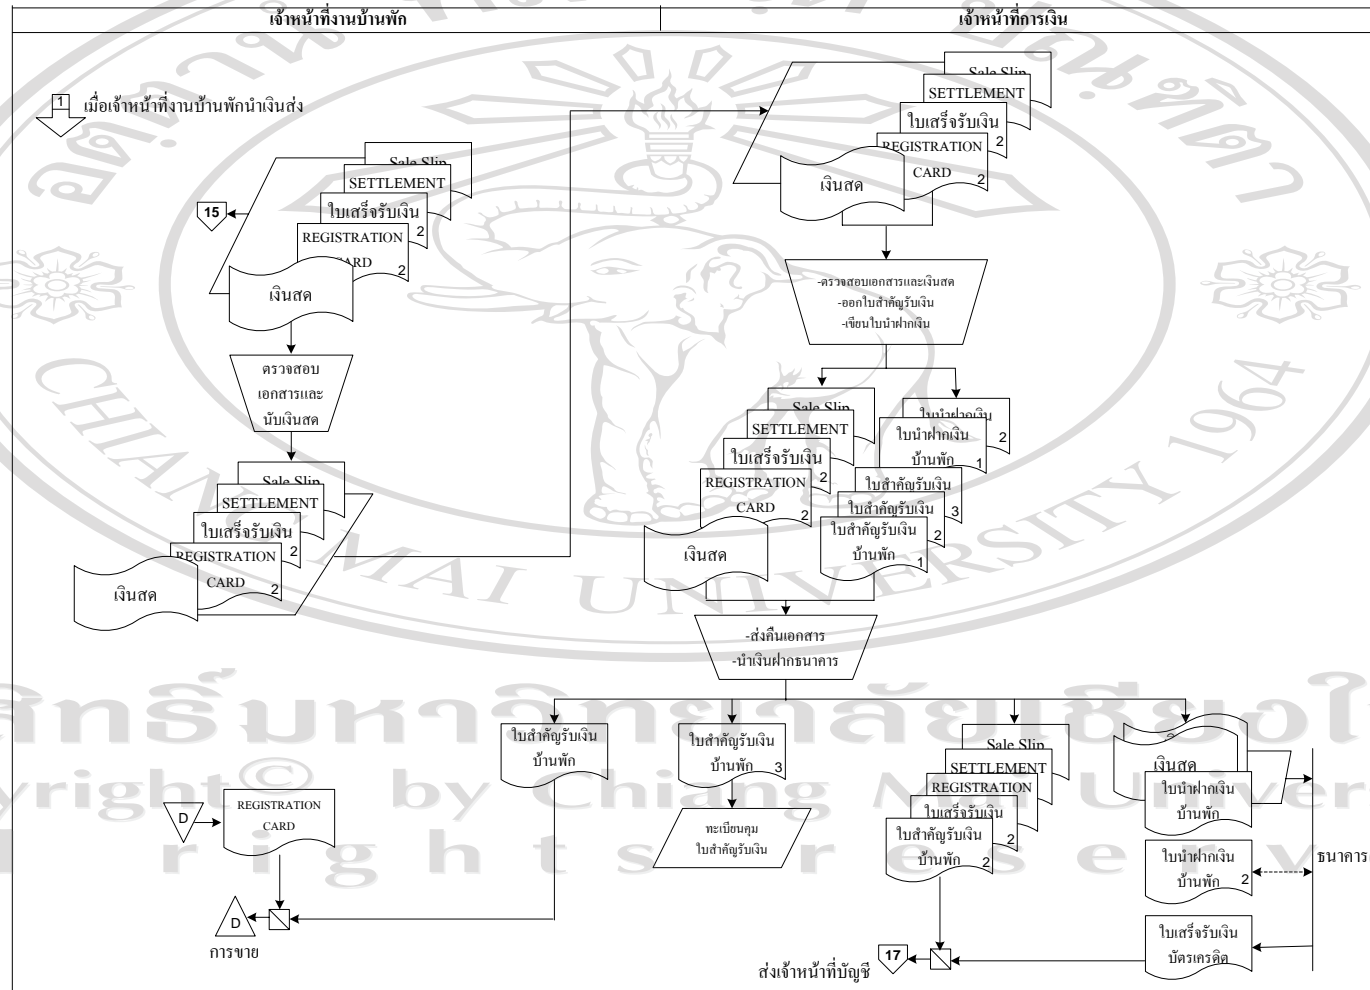 เจ้าหน้าที่งานบ้านพัก
เจ้าหน้าที่การเงิน
1
เมื่อเจ้าหน้าที่งานบ้านพักนำเงินส่ง
15
Sale Slip
SETTLEMENT
ใบเสร็จรับเงิน
2
REGISTRATION
CARD
2
เงินสด
ตรวจสอบ
เอกสารและ
นับเงินสด
Sale Slip
SETTLEMENT
ใบเสร็จรับเงิน
2
REGISTRATION
CARD
2
เงินสด
Sale Slip
SETTLEMENT
ใบเสร็จรับเงิน
2
REGISTRATION
CARD
2
เงินสด
-ตรวจสอบเอกสารและเงินสด
-ออกใบสำคัญรับเงิน
-เขียนใบนำฝากเงิน
Sale Slip
SETTLEMENT
ใบเสร็จรับเงิน
2
REGISTRATION
CARD
2
เงินสด
ใบนำฝากเงิน
2
ใบนำฝากเงิน
บ้านพัก
1
ใบสำคัญรับเงิน
3
ใบสำคัญรับเงิน
2
ใบสำคัญรับเงิน
บ้านพัก
1
-ส่งคืนเอกสาร
-นำเงินฝากธนาคาร
ใบสำคัญรับเงิน
บ้านพัก
ใบสำคัญรับเงิน
บ้านพัก
3
ทะเบียนคุม
ใบสำคัญรับเงิน
Sale Slip
SETTLEMENT
REGISTRATION
ใบเสร็จรับเงิน
2
ใบสำคัญรับเงิน
บ้านพัก
2
เงินสด
ใบนำฝากเงิน
บ้านพัก
ใบนำฝากเงิน
บ้านพัก
2
ธนาคาร
ใบเสร็จรับเงิน
บัตรเครดิต
D
REGISTRATION
CARD
D
การขาย
17
ส่งเจ้าหน้าที่บัญชี
CHIANG MAI UNIVERSITY 1964
yright© by Chiang Mai Univer
rights reserv